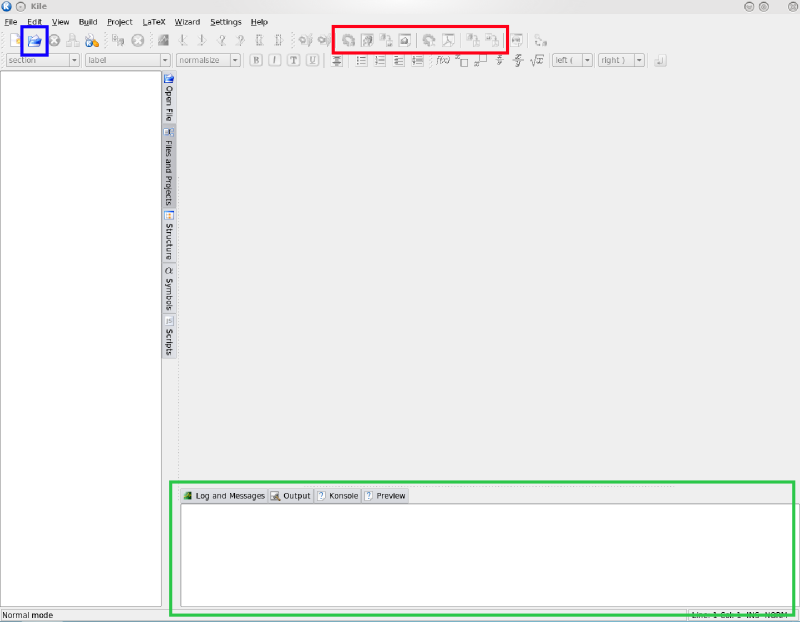 Kile
File Edit View Build Project LaTeX Wizard Settings Help
section label normalsize B I T U f(x) left ( right )
Open File
Files and Projects
Structure
Symbols
Scripts
Log and Messages Output Konsole Preview
Normal mode Line: 1 Col: 1 INS NORM